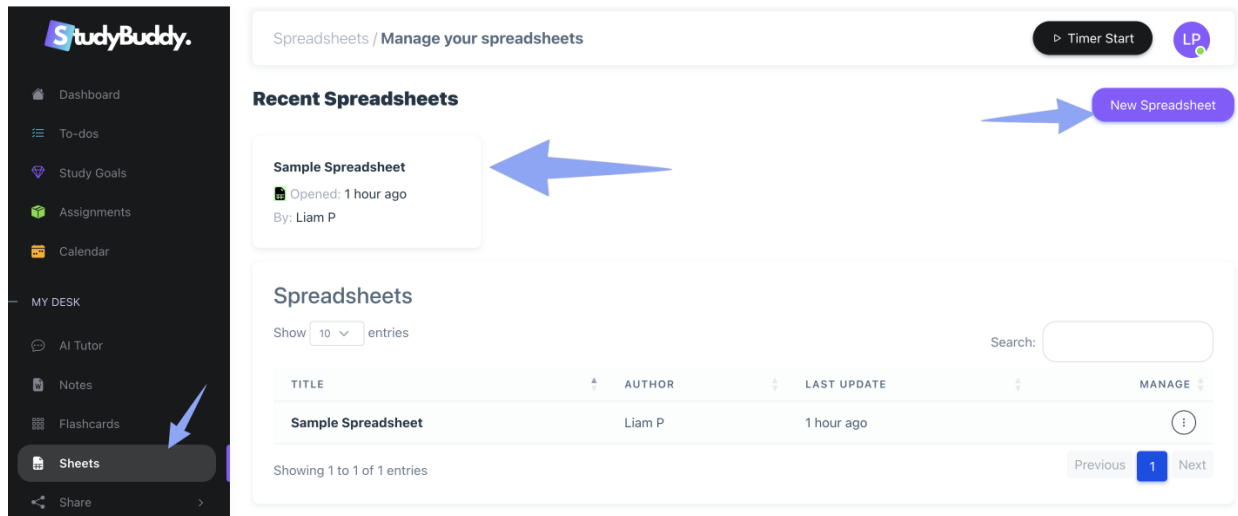 StudyBuddy.
Dashboard
To-dos
Study Goals
Assignments
Calendar
MY DESK
AI Tutor
Notes
Flashcards
Sheets
Share
Spreadsheets / Manage your spreadsheets
Timer Start
LP
Recent Spreadsheets
New Spreadsheet
Sample Spreadsheet
Opened: 1 hour ago
By: Liam P
Spreadsheets
Show 10 entries
Search:
TITLE AUTHOR LAST UPDATE MANAGE
Sample Spreadsheet Liam P 1 hour ago
Showing 1 to 1 of 1 entries
Previous 1 Next